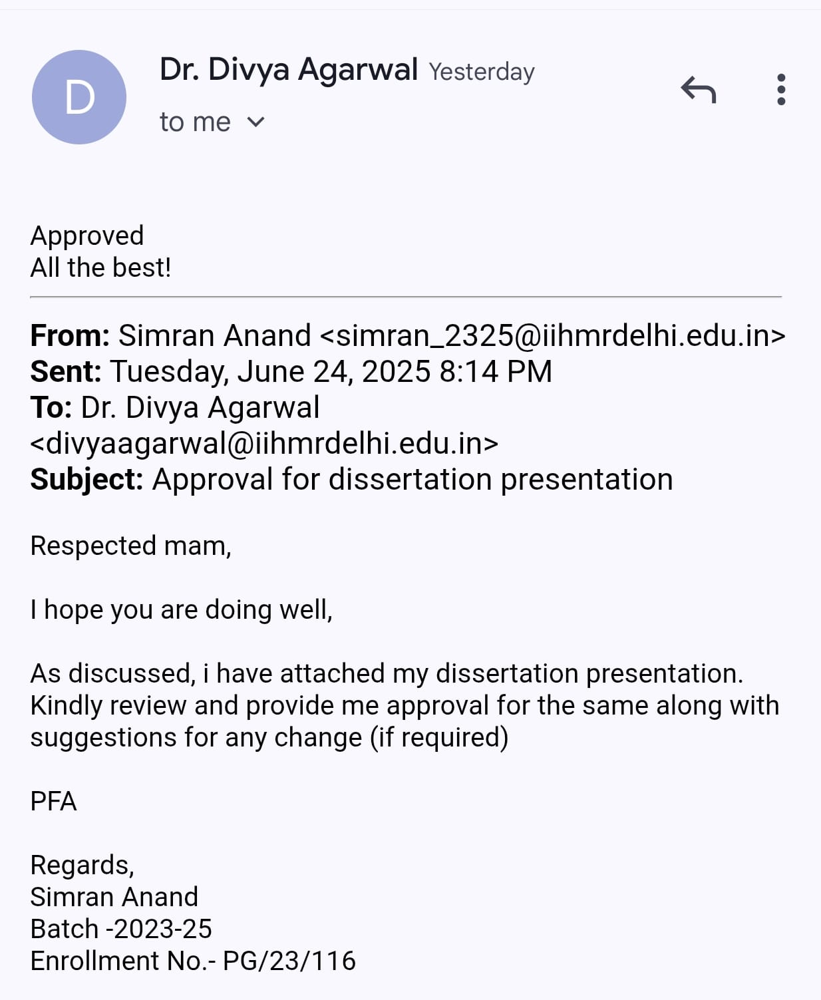 D
Dr. Divya Agarwal Yesterday
to me
Approved
All the best!
From: Simran Anand <simran_2325@iihmrdelhi.edu.in>
Sent: Tuesday, June 24, 2025 8:14 PM
To: Dr. Divya Agarwal
<divyaagarwal@iihmrdelhi.edu.in>
Subject: Approval for dissertation presentation
Respected mam,
I hope you are doing well,
As discussed, i have attached my dissertation presentation.
Kindly review and provide me approval for the same along with
suggestions for any change (if required)
PFA
Regards,
Simran Anand
Batch -2023-25
Enrollment No.- PG/23/116